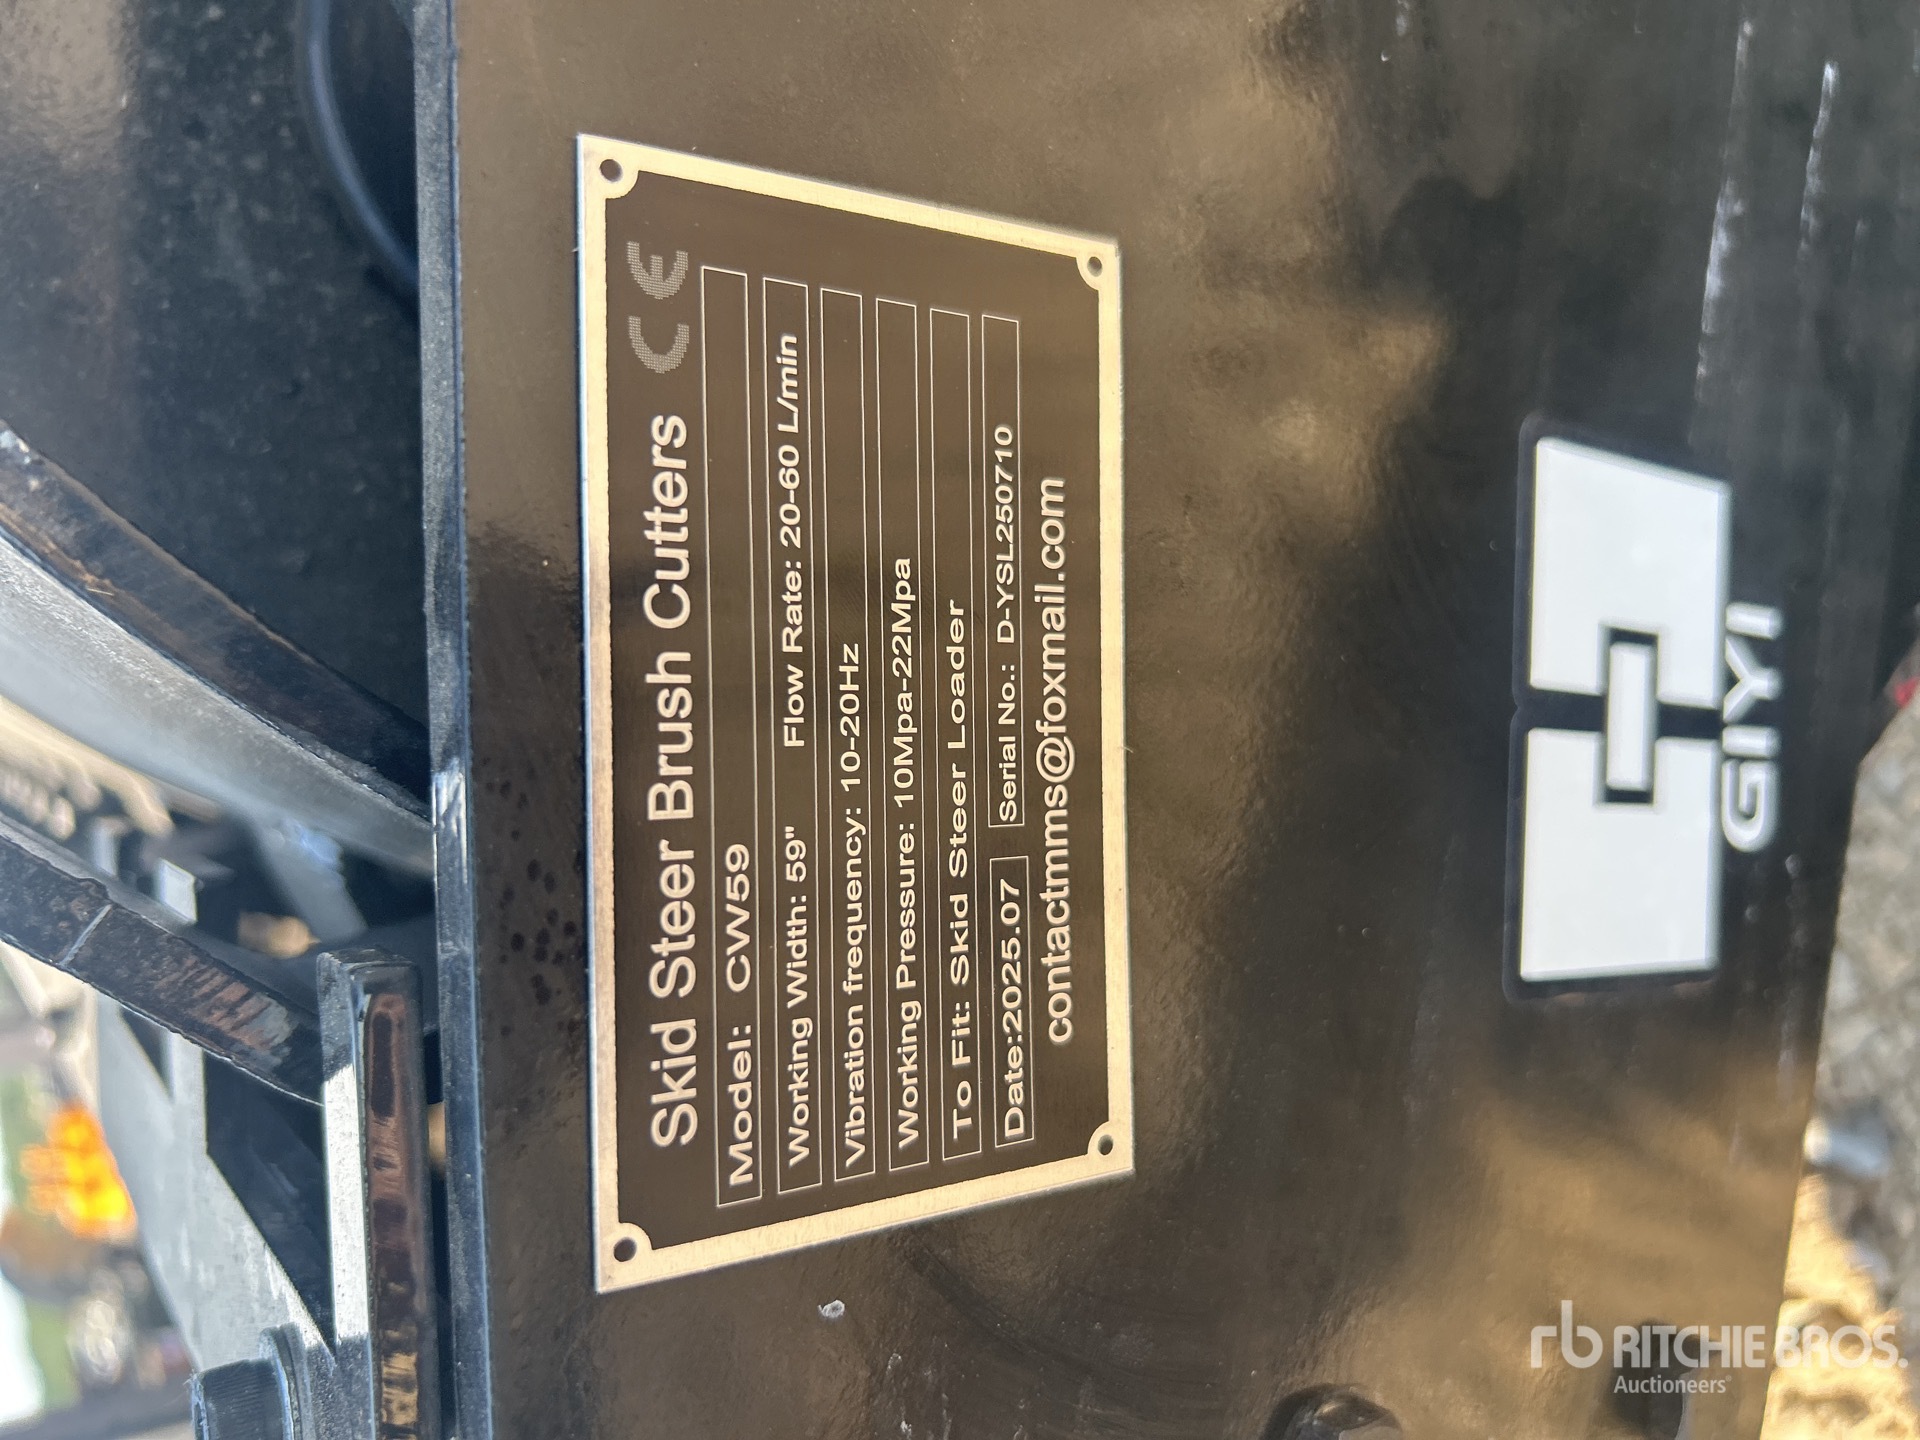 Skid Steer Brush Cutters CE
Model: CW59
Working Width: 59" Flow Rate: 20-60 L/min
Vibration frequency: 10-20Hz
Working Pressure: 10Mpa-22Mpa
To Fit: Skid Steer Loader
Date:2025.07 Serial No.: D-YSL250710
contactnms@foxmail.com
GIYI
rb RITCHIE BROS.
Auctioneers